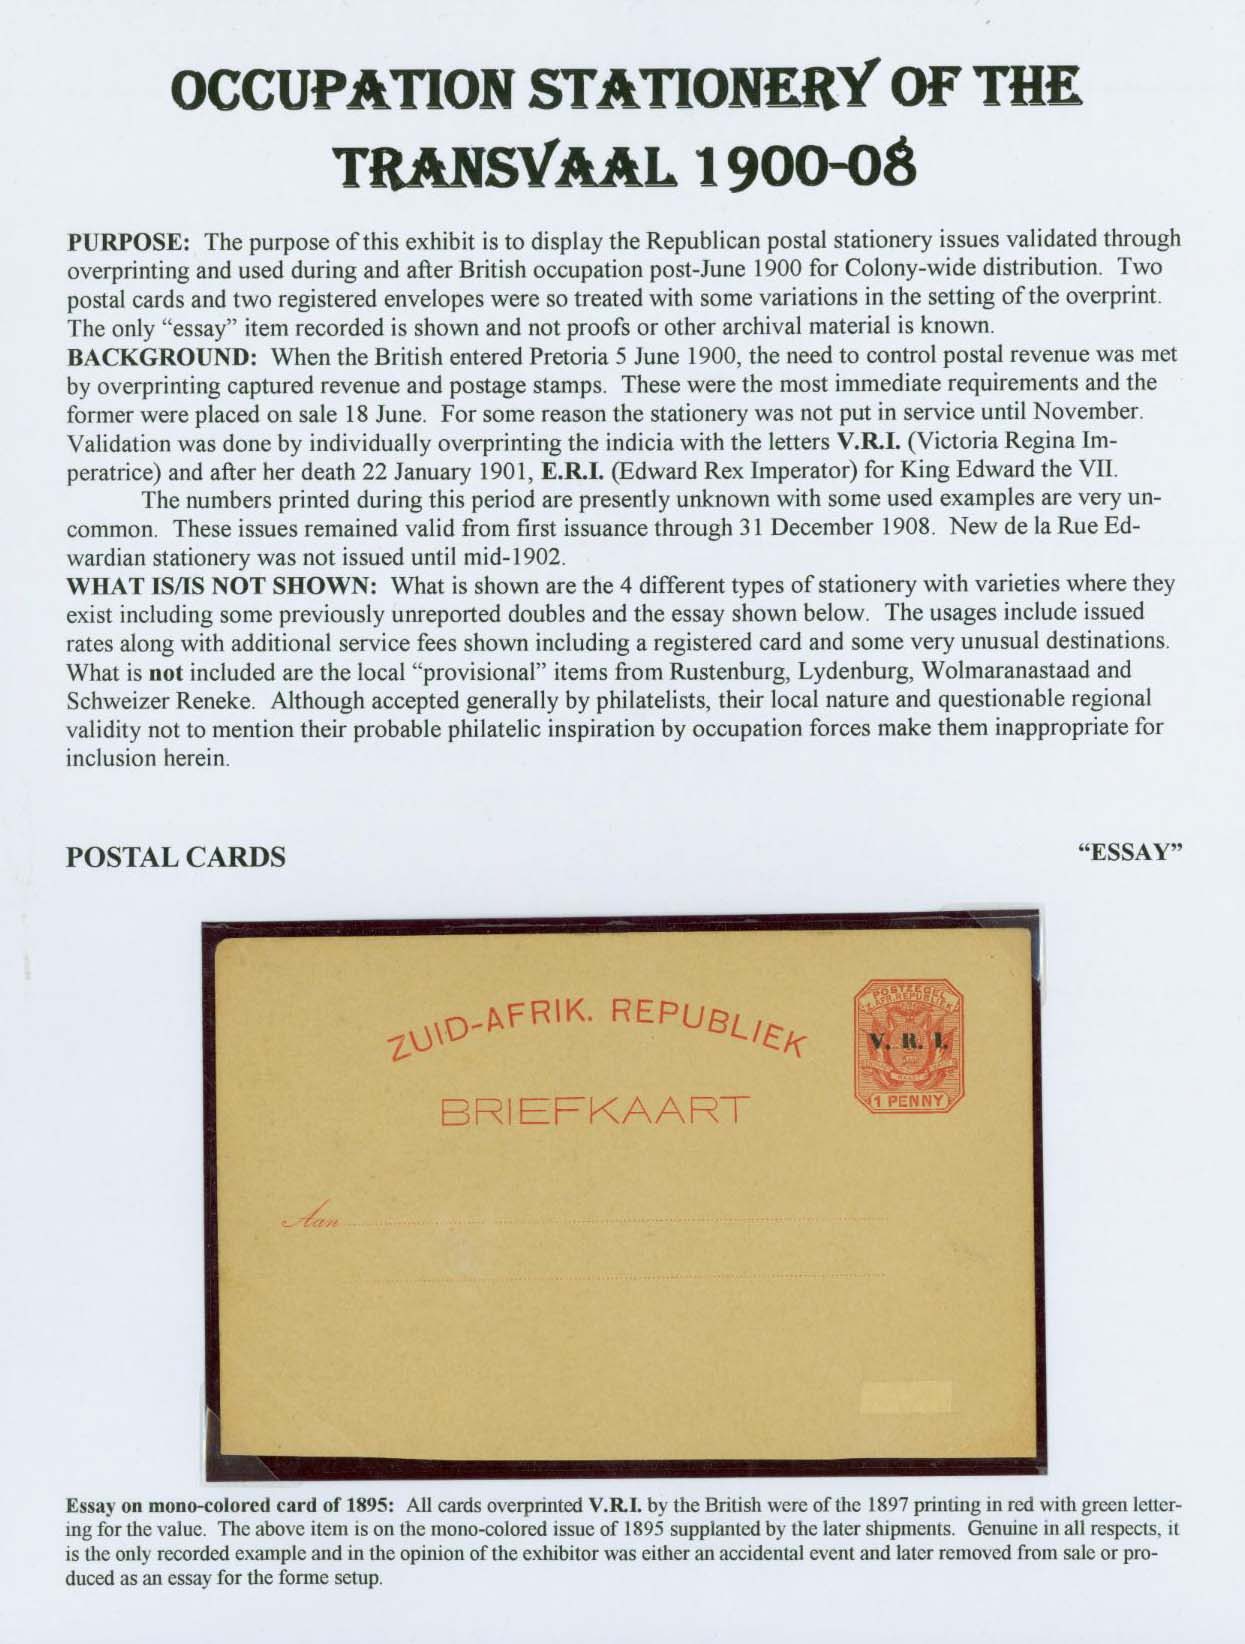 OCCUPATION STATIONERY OF THE
TRANSVAAL 1900-08
PURPOSE: The purpose of this exhibit is to display the Republican postal stationery issues validated through
overprinting and used during and after British occupation post-June 1900 for Colony-wide distribution. Two
postal cards and two registered envelopes were so treated with some variations in the setting of the overprint.
The only “essay” item recorded is shown and not proofs or other archival material is known.
BACKGROUND: When the British entered Pretoria 5 June 1900, the need to control postal revenue was met
by overprinting captured revenue and postage stamps. These were the most immediate requirements and the
former were placed on sale 18 June. For some reason the stationery was not put in service until November.
Validation was done by individually overprinting the indicia with the letters V.R.I. (Victoria Regina Im-
peratrice) and after her death 22 January 1901, E.R.I. (Edward Rex Imperator) for King Edward the VII.
The numbers printed during this period are presently unknown with some used examples are very un-
common. These issues remained valid from first issuance through 31 December 1908. New de la Rue Ed-
wardian stationery was not issued until mid-1902.
WHAT IS/IS NOT SHOWN: What is shown are the 4 different types of stationery with varieties where they
exist including some previously unreported doubles and the essay shown below. The usages include issued
rates along with additional service fees shown including a registered card and some very unusual destinations.
What is not included are the local “provisional” items from Rustenburg, Lydenburg, Wolmaranastaad and
Schweizer Reneke. Although accepted generally by philatelists, their local nature and questionable regional
validity not to mention their probable philatelic inspiration by occupation forces make them inappropriate for
inclusion herein.
POSTAL CARDS
“ESSAY”
ZUID-AFRIK. REPUBLIEK
BRIEFKAART
POSTZEGEL
Z. AFR. REPUBLIEK
V. R. I.
1 PENNY
Aan
Essay on mono-colored card of 1895: All cards overprinted V.R.I. by the British were of the 1897 printing in red with green letter-
ing for the value. The above item is on the mono-colored issue of 1895 supplanted by the later shipments. Genuine in all respects, it
is the only recorded example and in the opinion of the exhibitor was either an accidental event and later removed from sale or pro-
duced as an essay for the forme setup.